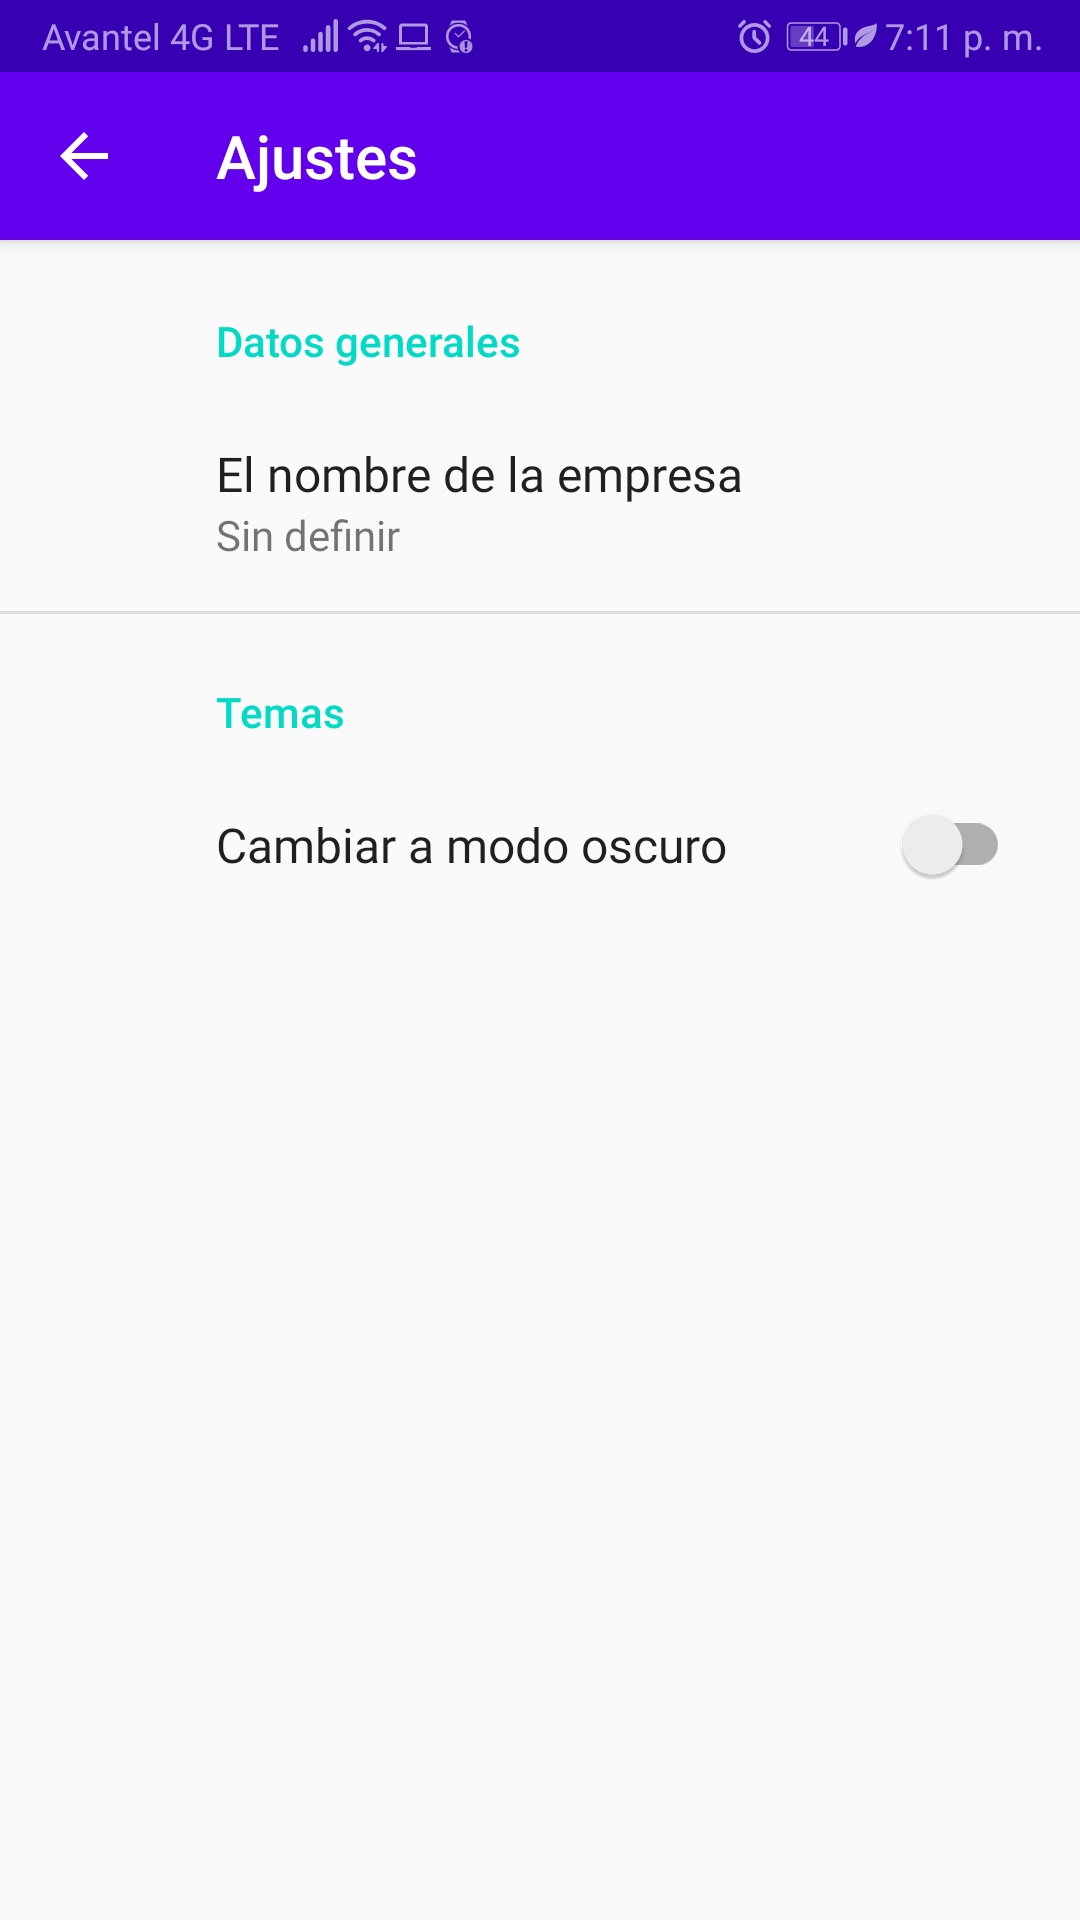 Avantel 4G LTE 44 7:11 p. m.
Ajustes
Datos generales
El nombre de la empresa
Sin definir
Temas
Cambiar a modo oscuro